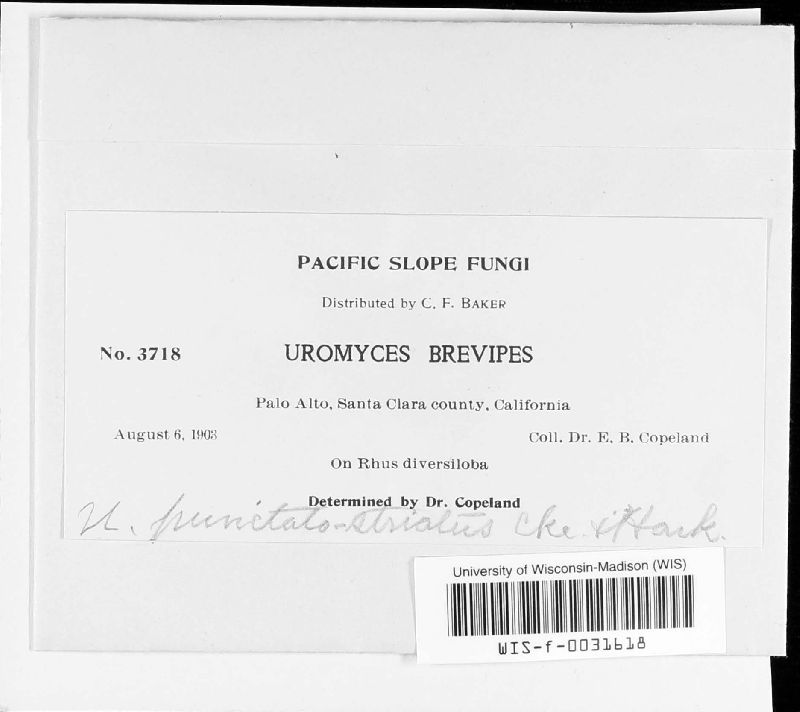 PACIFIC SLOPE FUNGI
Distributed by C. F. BAKER
No. 3718 UROMYCES BREVIPES
Palo Alto, Santa Clara county, California
August 6, 1903 Coll. Dr. E. B. Copeland
On Rhus diversiloba
Determined by Dr. Copeland
U. punctato-striatus Cke. & Hark.
University of Wisconsin-Madison (WIS)
WIS-f-0031618